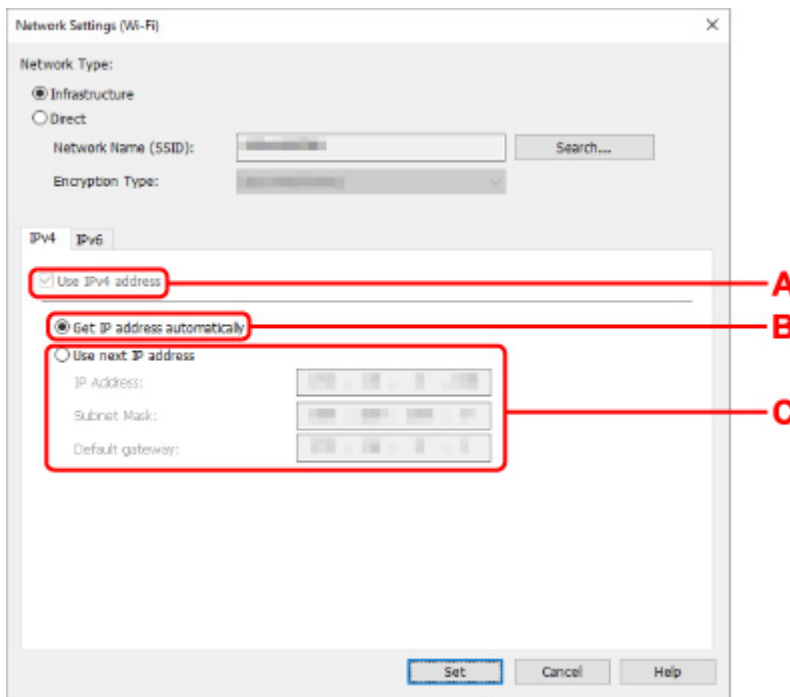 Network Settings (Wi-Fi)
Network Type:
Infrastructure
Direct
Network Name (SSID):
Search...
Encryption Type:
IPv4 IPv6
Use IPv4 address
A
Get IP address automatically
B
Use next IP address
IP Address:
Subnet Mask:
C
Default gateway:
Set Cancel Help